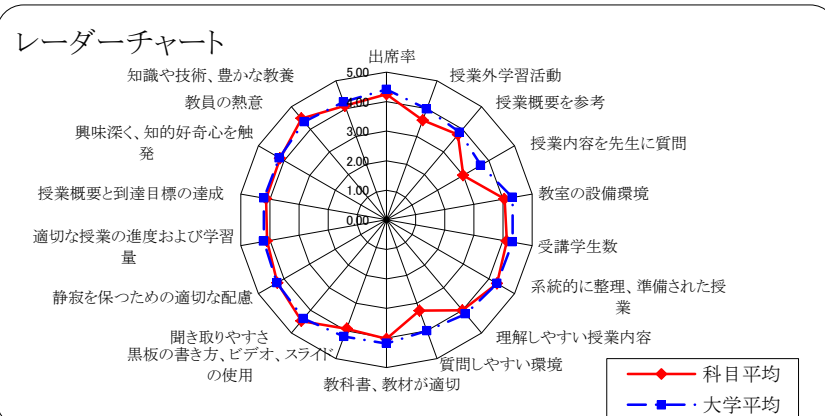 レーダーチャート
出席率
授業外学習活動
授業概要を参考
授業内容を先生に質問
教室の設備環境
受講学生数
系統的に整理、準備された授
業
理解しやすい授業内容
質問しやすい環境
教科書、教材が適切
黒板の書き方、ビデオ、スライド
の使用
聞き取りやすさ
静寂を保つための適切な配慮
適切な授業の進度および学習
量
授業概要と到達目標の達成
興味深く、知的好奇心を触
発
教員の熱意
知識や技術、豊かな教養
5.00
4.00
3.00
2.00
1.00
0.00
科目平均
大学平均